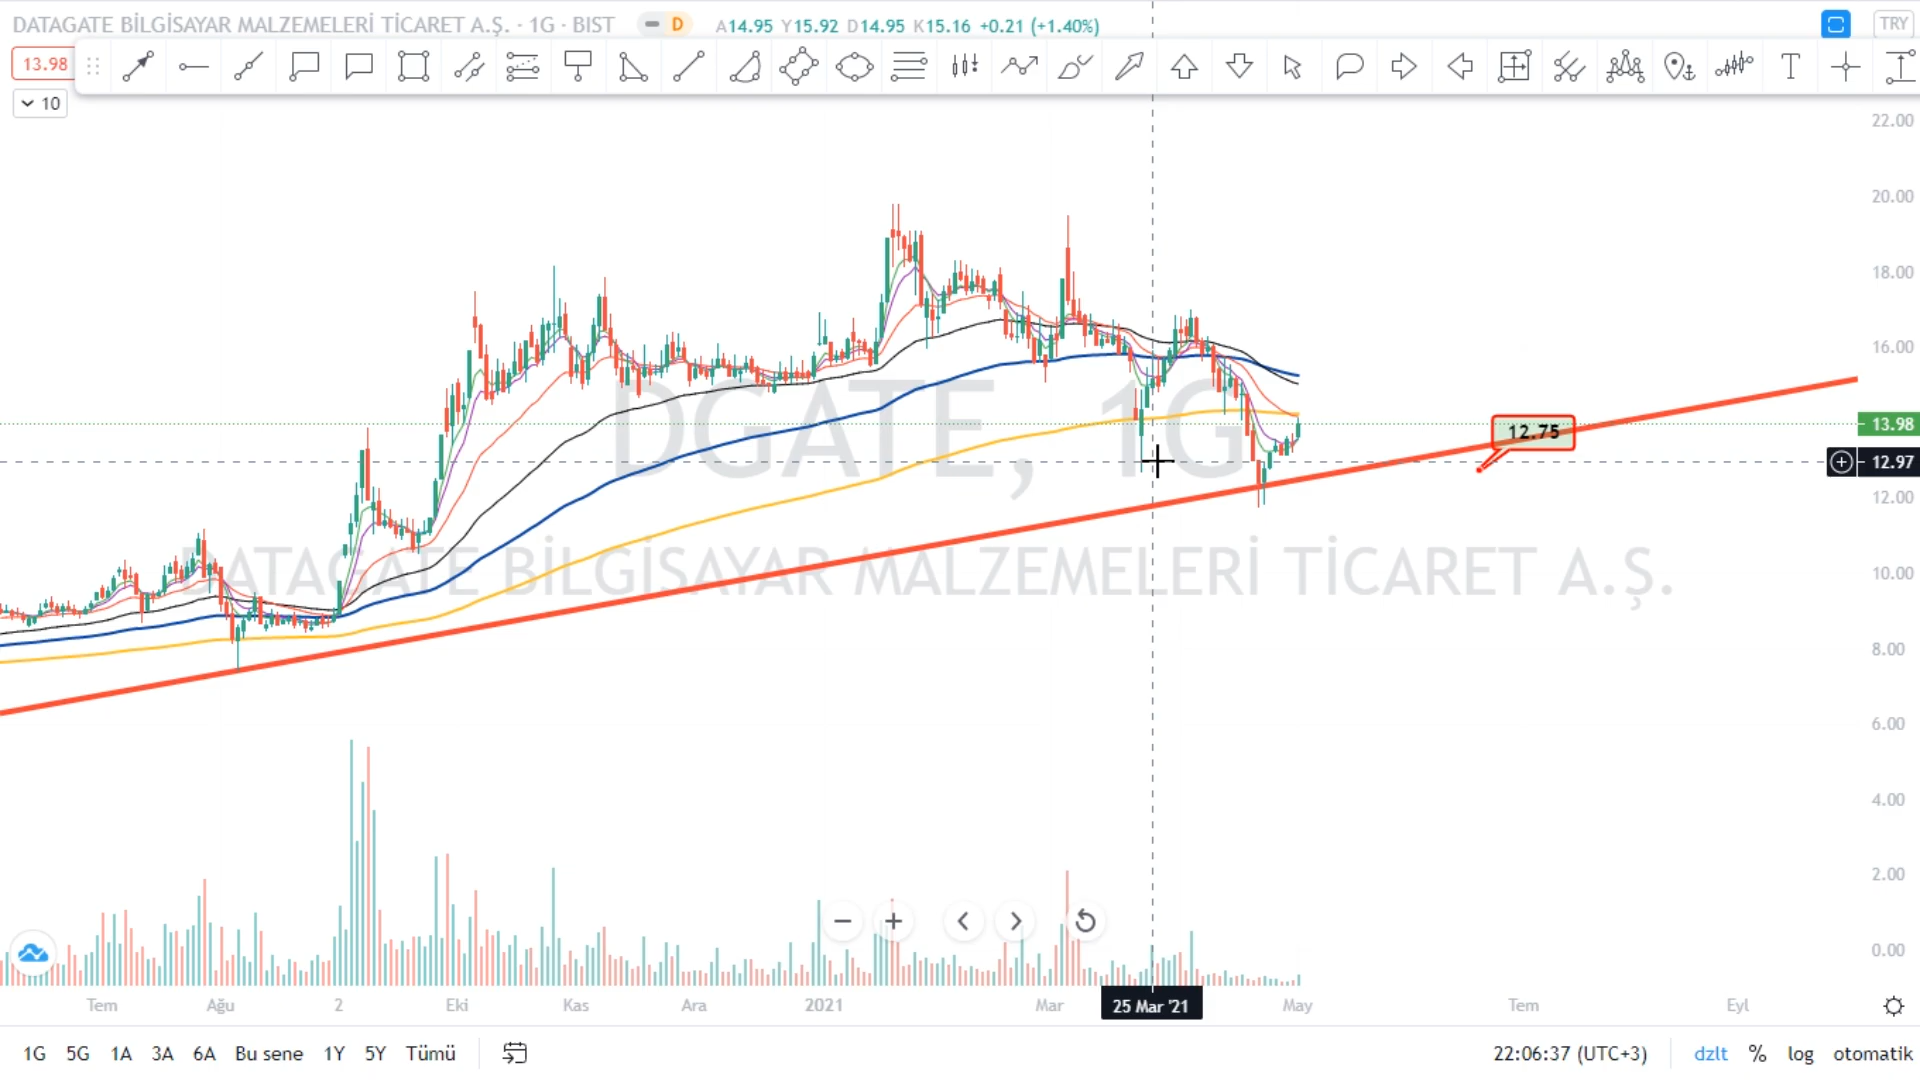 DATAGATE BİLGİSAYAR MALZEMELERİ TİCARET A.Ş. · 1G · BIST D A14.95 Y15.92 D14.95 K15.16 +0.21 (+1.40%) TRY
13.98 T
10
22.00
20.00
18.00
16.00
DGATE, 1G
12.75
13.98
12.97
12.00
10.00
DATAGATE BİLGİSAYAR MALZEMELERİ TİCARET A.Ş.
8.00
6.00
4.00
2.00
0.00
Tem Ağu 2 Eki Kas Ara 2021 Mar 25 Mar '21 May Tem Eyl
1G 5G 1A 3A 6A Bu sene 1Y 5Y Tümü 22:06:37 (UTC+3) dzlt % log otomatik